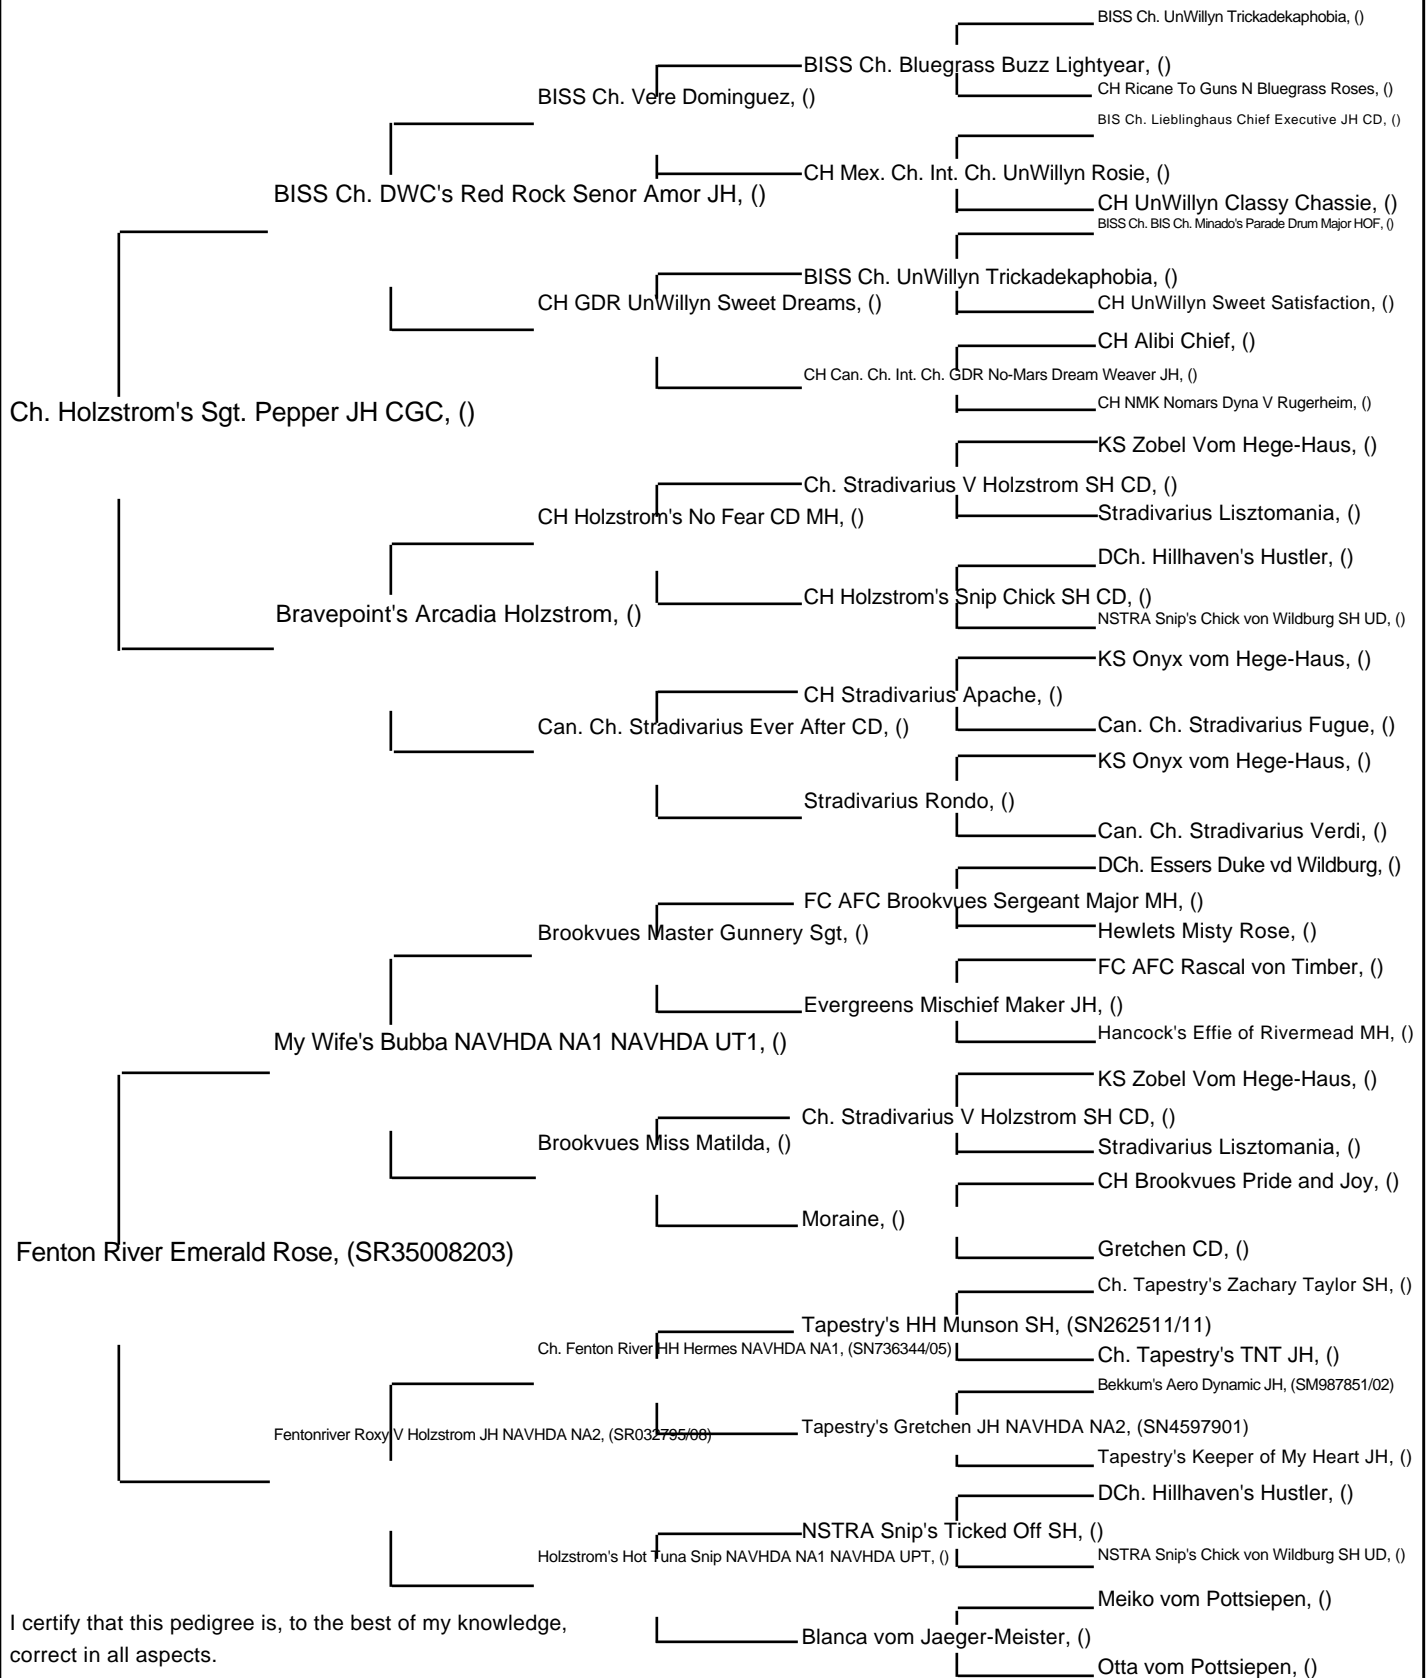 BISS Ch. UnWillyn Trickadekaphobia, ()
BISS Ch. Bluegrass Buzz Lightyear, ()
CH Ricane To Guns N Bluegrass Roses, ()
BISS Ch. Vere Dominguez, ()
BIS Ch. Lieblinghaus Chief Executive JH CD, ()
CH Mex. Ch. Int. Ch. UnWillyn Rosie, ()
BISS Ch. DWC's Red Rock Senor Amor JH, ()
CH UnWillyn Classy Chassie, ()
BISS Ch. BIS Ch. Minado's Parade Drum Major HOF, ()
BISS Ch. UnWillyn Trickadekaphobia, ()
CH GDR UnWillyn Sweet Dreams, ()
CH UnWillyn Sweet Satisfaction, ()
CH Alibi Chief, ()
CH Can. Ch. Int. Ch. GDR No-Mars Dream Weaver JH, ()
CH NMK Nomars Dyna V Rugerheim, ()
Ch. Holzstrom's Sgt. Pepper JH CGC, ()
KS Zobel Vom Hege-Haus, ()
Ch. Stradivarius V Holzstrom SH CD, ()
CH Holzstrom's No Fear CD MH, ()
Stradivarius Lisztomania, ()
DCh. Hillhaven's Hustler, ()
CH Holzstrom's Snip Chick SH CD, ()
Bravepoint's Arcadia Holzstrom, ()
NSTRA Snip's Chick von Wildburg SH UD, ()
KS Onyx vom Hege-Haus, ()
CH Stradivarius Apache, ()
Can. Ch. Stradivarius Ever After CD, ()
Can. Ch. Stradivarius Fugue, ()
KS Onyx vom Hege-Haus, ()
Stradivarius Rondo, ()
Can. Ch. Stradivarius Verdi, ()
DCh. Essers Duke vd Wildburg, ()
FC AFC Brookvues Sergeant Major MH, ()
Brookvues Master Gunnery Sgt, ()
Hewlets Misty Rose, ()
FC AFC Rascal von Timber, ()
Evergreens Mischief Maker JH, ()
Hancock's Effie of Rivermead MH, ()
My Wife's Bubba NAVHDA NA1 NAVHDA UT1, ()
KS Zobel Vom Hege-Haus, ()
Ch. Stradivarius V Holzstrom SH CD, ()
Brookvues Miss Matilda, ()
Stradivarius Lisztomania, ()
CH Brookvues Pride and Joy, ()
Moraine, ()
Fenton River Emerald Rose, (SR35008203)
Gretchen CD, ()
Ch. Tapestry's Zachary Taylor SH, ()
Tapestry's HH Munson SH, (SN262511/11)
Ch. Fenton River HH Hermes NAVHDA NA1, (SN736344/05)
Ch. Tapestry's TNT JH, ()
Bekkum's Aero Dynamic JH, (SM987851/02)
Tapestry's Gretchen JH NAVHDA NA2, (SN4597901)
Fentonriver Roxy V Holzstrom JH NAVHDA NA2, (SR032795/08)
Tapestry's Keeper of My Heart JH, ()
DCh. Hillhaven's Hustler, ()
NSTRA Snip's Ticked Off SH, ()
Holzstrom's Hot Tuna Snip NAVHDA NA1 NAVHDA UPT, ()
NSTRA Snip's Chick von Wildburg SH UD, ()
Meiko vom Pottsiepen, ()
Blanca vom Jaeger-Meister, ()
Otta vom Pottsiepen, ()
I certify that this pedigree is, to the best of my knowledge,
correct in all aspects.